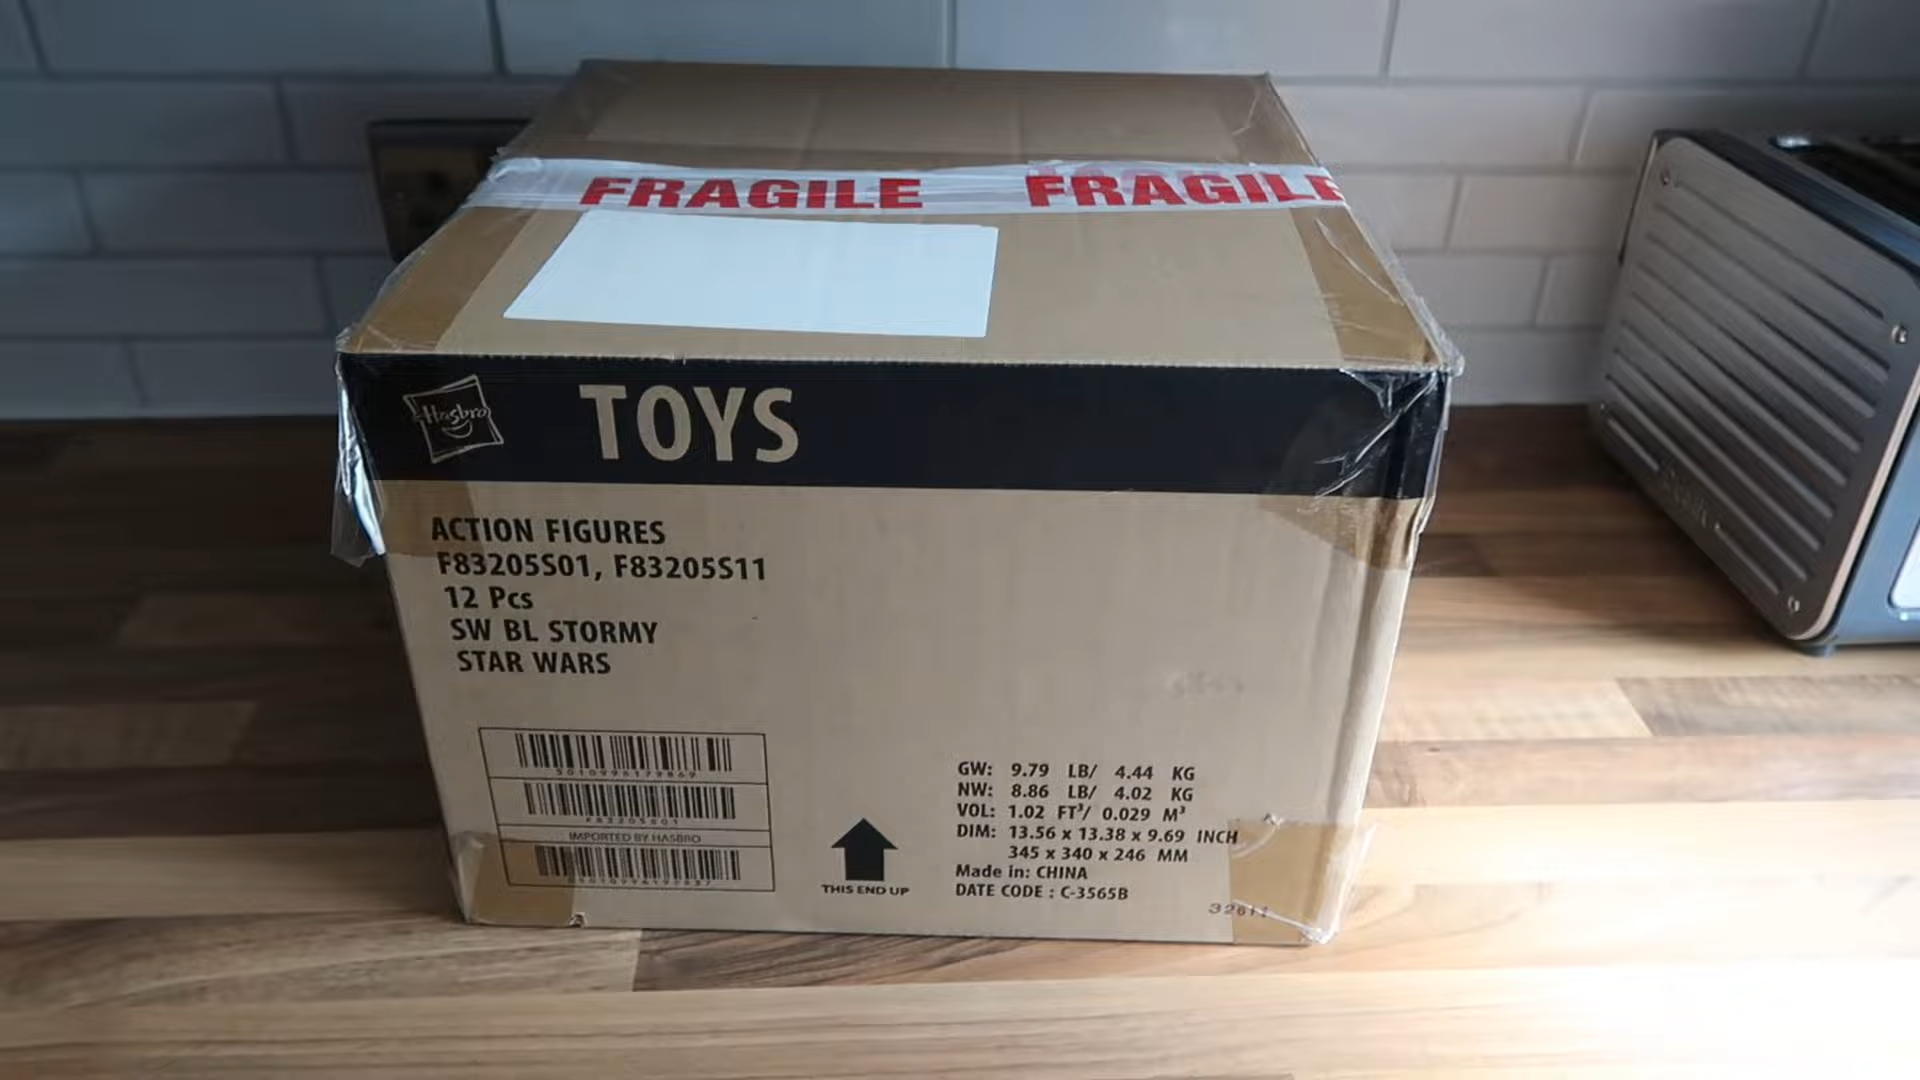 FRAGILE FRAGILE
Hasbro
TOYS
ACTION FIGURES
F83205S01, F83205S11
12 Pcs
SW BL STORMY
STAR WARS
5010996179869
F83205S01
IMPORTED BY HASBRO
THIS END UP
GW: 9.79 LB/ 4.44 KG
NW: 8.86 LB/ 4.02 KG
VOL: 1.02 FT³/ 0.029 M³
DIM: 13.56 x 13.38 x 9.69 INCH
345 x 340 x 246 MM
Made in: CHINA
DATE CODE : C-3565B